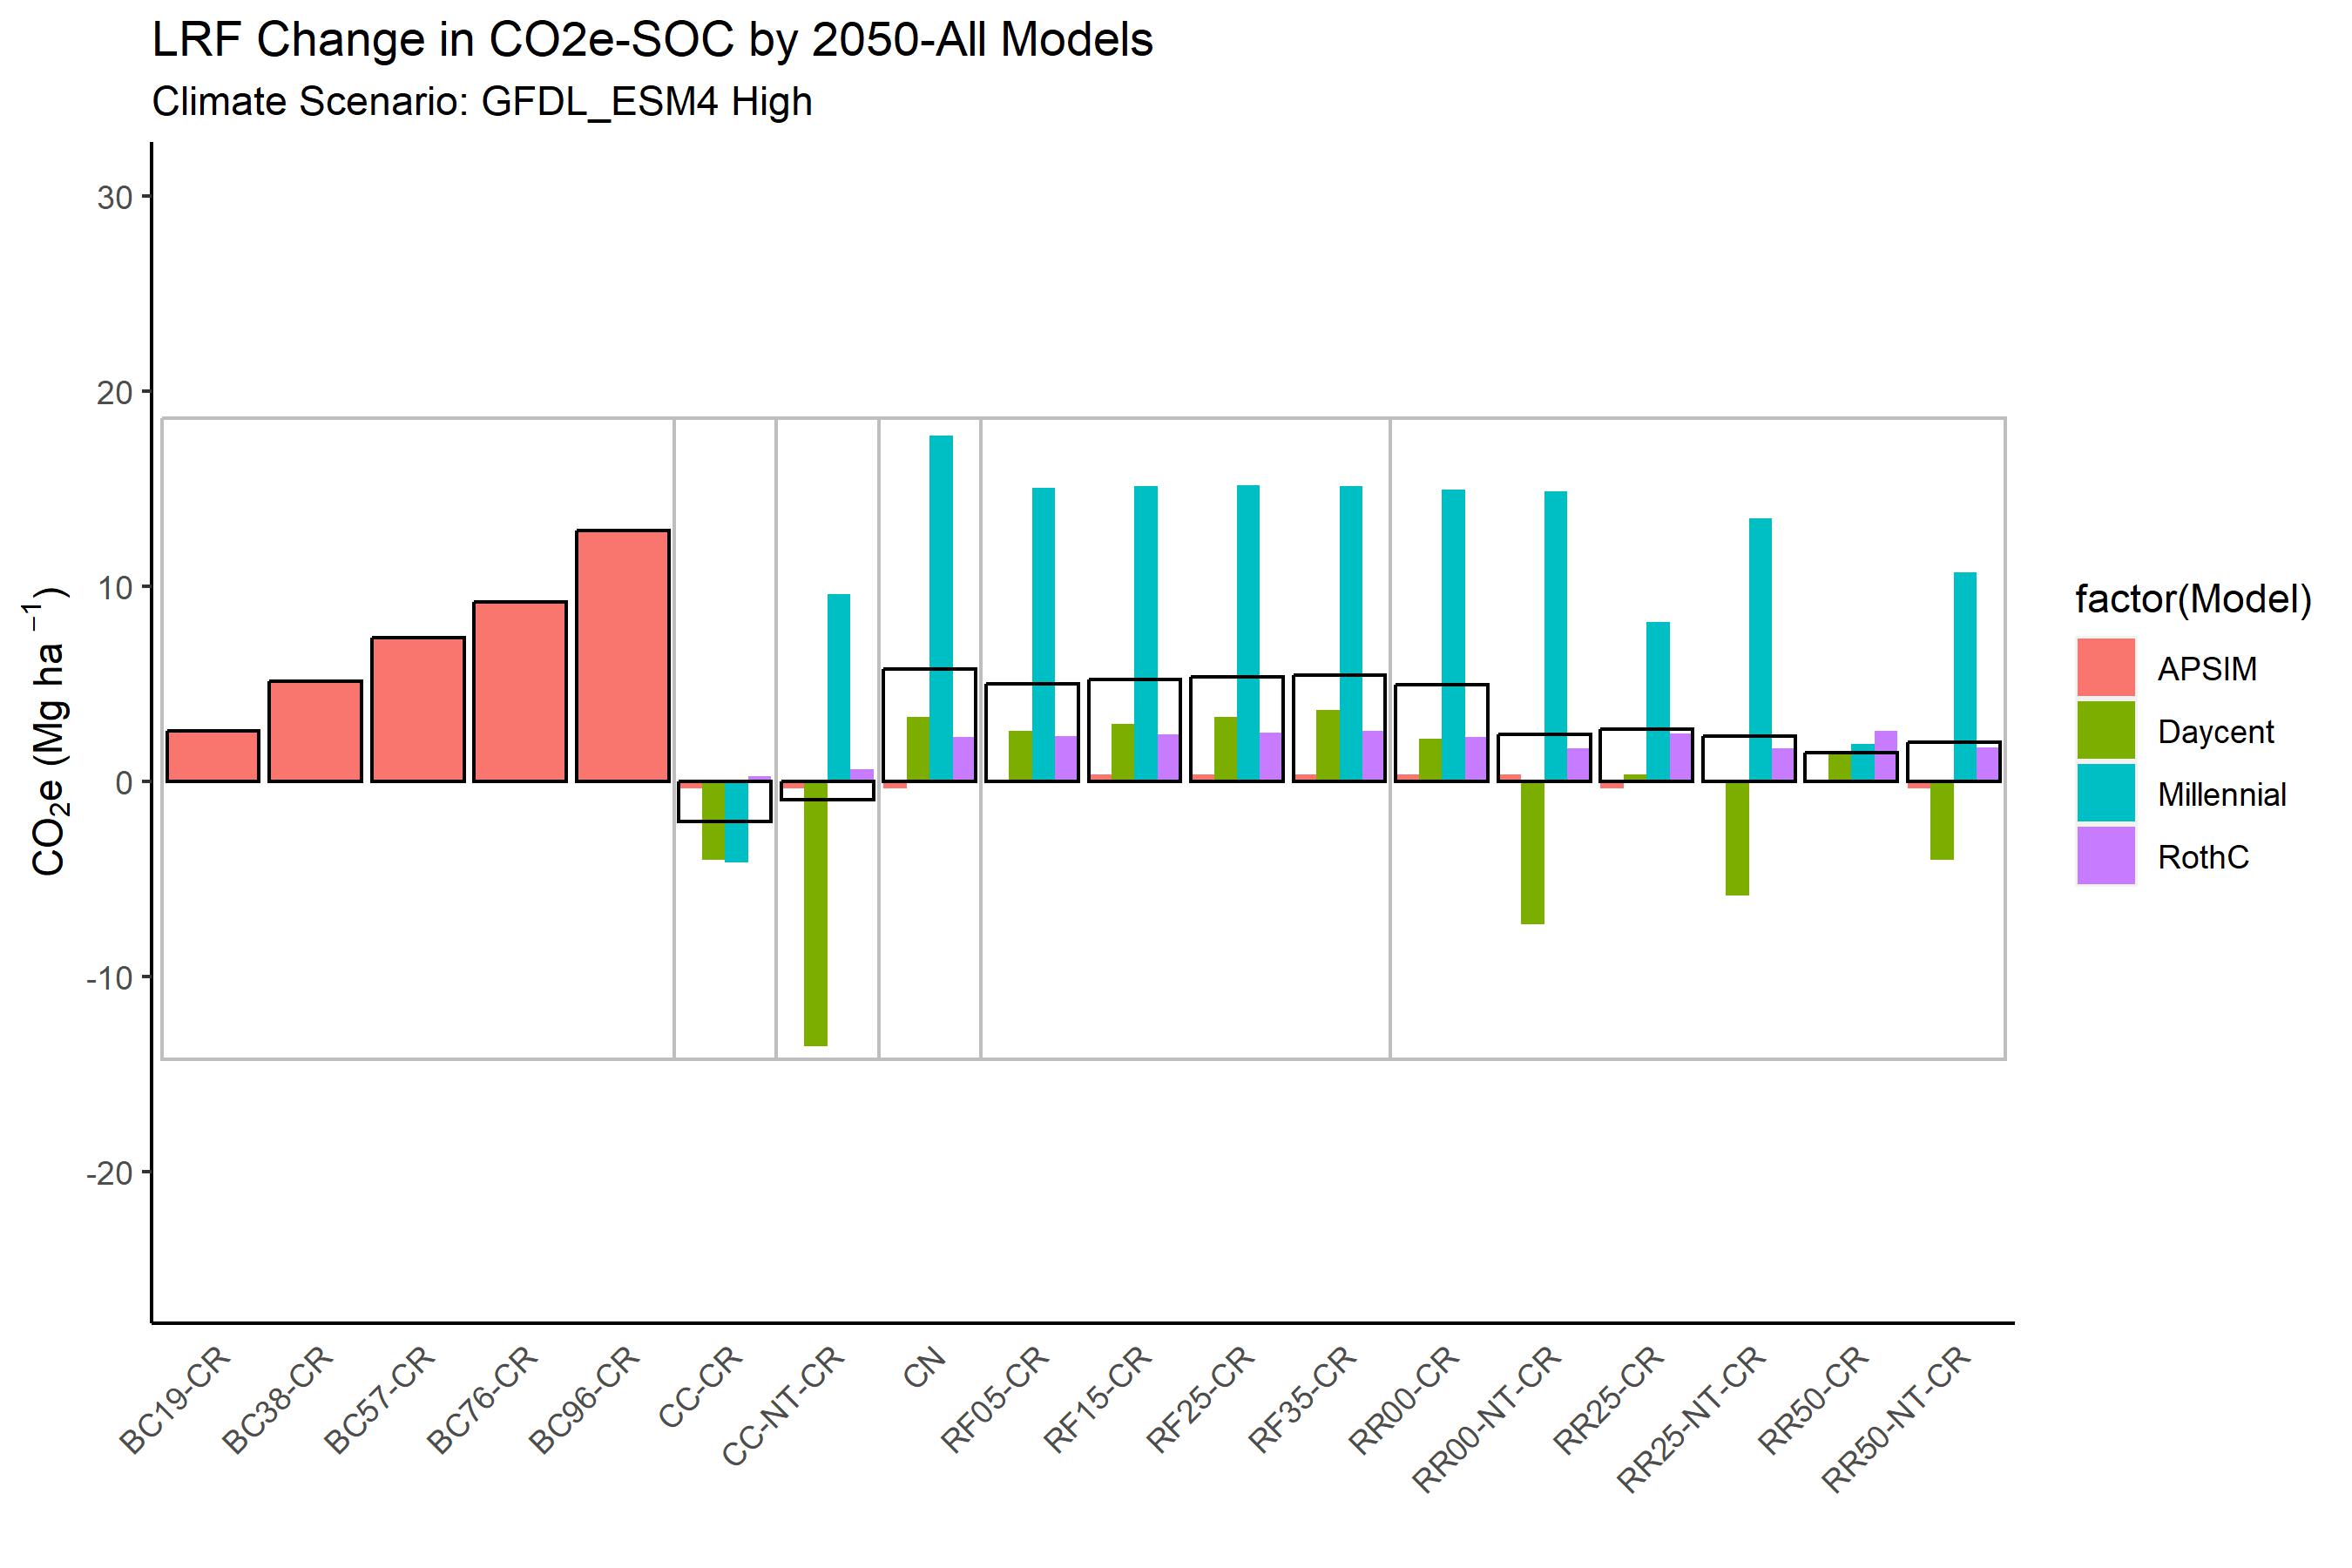 LRF Change in CO2e-SOC by 2050-All Models
Climate Scenario: GFDL_ESM4 High
CO₂e (Mg ha ⁻¹)
30
20
10
0
-10
-20
BC19-CR
BC38-CR
BC57-CR
BC76-CR
BC96-CR
CC-CR
CC-NT-CR
CN
RF05-CR
RF15-CR
RF25-CR
RF35-CR
RR00-CR
RR00-NT-CR
RR25-CR
RR25-NT-CR
RR50-CR
RR50-NT-CR
factor(Model)
APSIM
Daycent
Millennial
RothC